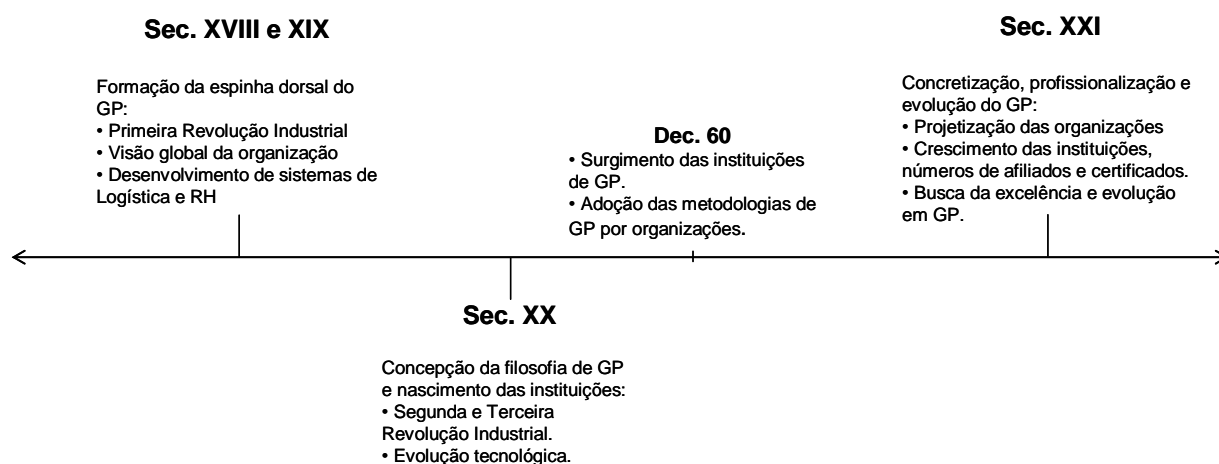 Sec. XVIII e XIX
Formação da espinha dorsal do
GP:
• Primeira Revolução Industrial
• Visão global da organização
• Desenvolvimento de sistemas de
Logística e RH
Sec. XX
Concepção da filosofia de GP
e nascimento das instituições:
• Segunda e Terceira
Revolução Industrial.
• Evolução tecnológica.
Dec. 60
• Surgimento das instituições
de GP.
• Adoção das metodologias de
GP por organizações.
Sec. XXI
Concretização, profissionalização e
evolução do GP:
• Projetização das organizações
• Crescimento das instituições,
números de afiliados e certificados.
• Busca da excelência e evolução
em GP.